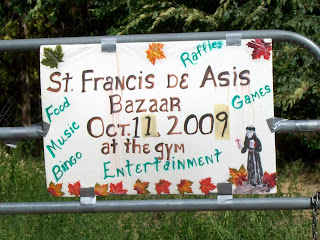 Raffles
St. Francis DE Asis
Bazaar
Food
Games
Oct. 11. 2009
Music
at the gym
Bingo
Entertainment